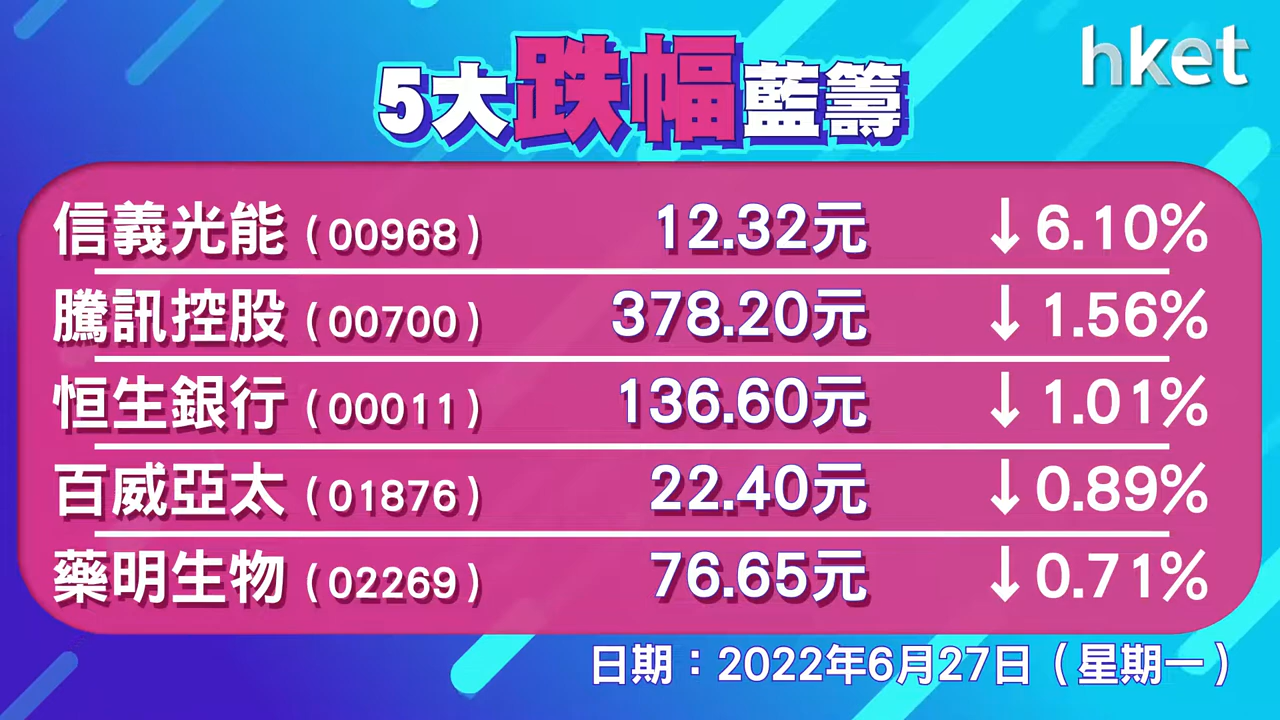 hket
5大跌幅藍籌
信義光能（00968） 12.32元 ↓6.10%
騰訊控股（00700） 378.20元 ↓1.56%
恒生銀行（00011） 136.60元 ↓1.01%
百威亞太（01876） 22.40元 ↓0.89%
藥明生物（02269） 76.65元 ↓0.71%
日期：2022年6月27日（星期一）